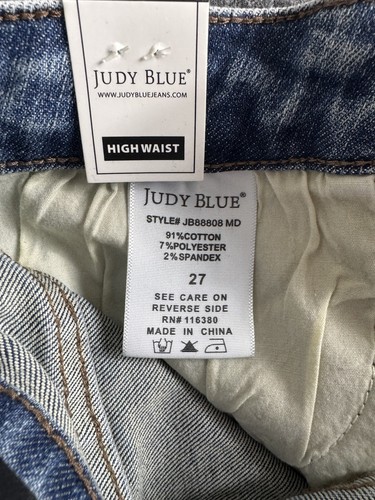 JUDY BLUE®
WWW.JUDYBLUEJEANS.COM
HIGH WAIST
JUDY BLUE®
STYLE# JB88808 MD
91%COTTON
7%POLYESTER
2%SPANDEX
27
SEE CARE ON
REVERSE SIDE
RN# 116380
MADE IN CHINA